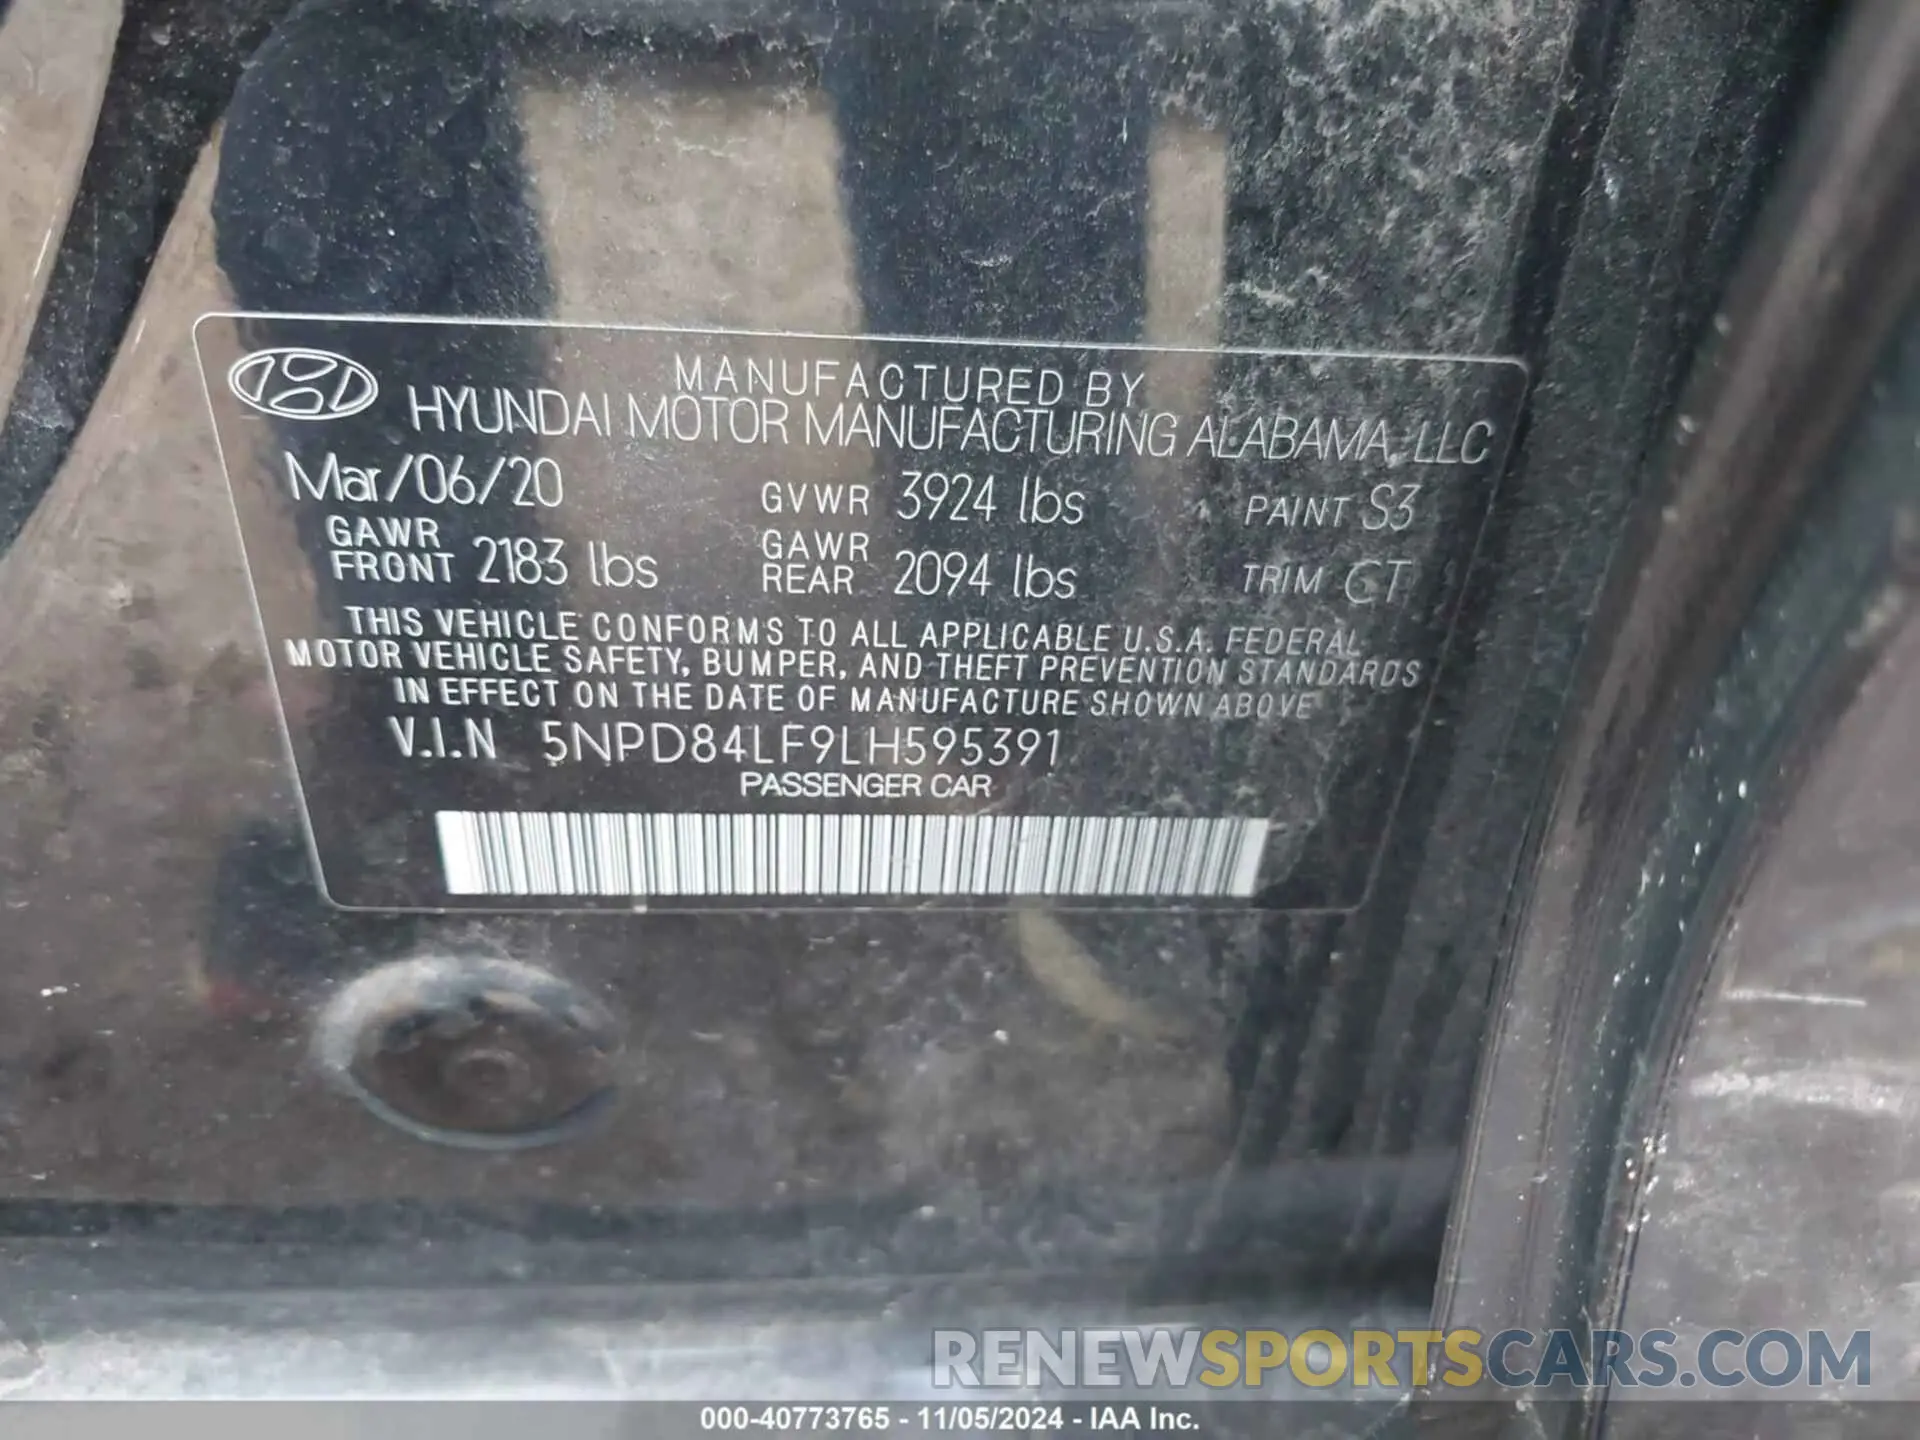 MANUFACTURED BY
HYUNDAI MOTOR MANUFACTURING ALABAMA, LLC
Mar/06/20 GVWR 3924 lbs PAINT S3
GAWR FRONT 2183 lbs GAWR REAR 2094 lbs TRIM CT
THIS VEHICLE CONFORMS TO ALL APPLICABLE U.S.A. FEDERAL
MOTOR VEHICLE SAFETY, BUMPER, AND THEFT PREVENTION STANDARDS
IN EFFECT ON THE DATE OF MANUFACTURE SHOWN ABOVE
V.I.N 5NPD84LF9LH595391
PASSENGER CAR
RENEWSPORTSCARS.COM
000-40773765 - 11/05/2024 - IAA Inc.